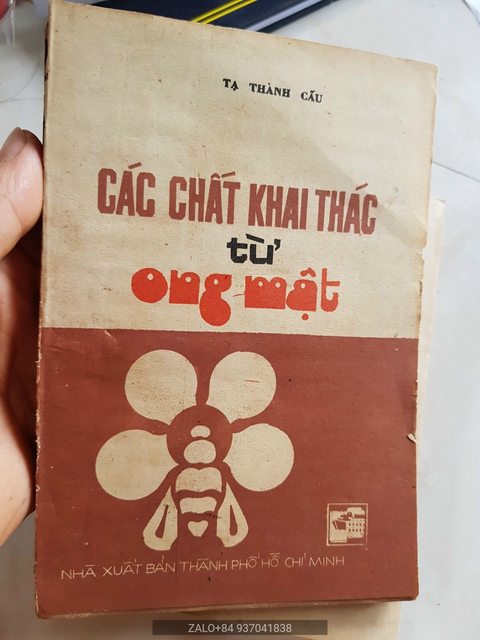 TẠ THÀNH CẤU
CÁC CHẤT KHAI THÁC
từ
ong mật
NHÀ XUẤT BẢN THÀNH PHỐ HỒ CHÍ MINH
ZALO+84 937041838